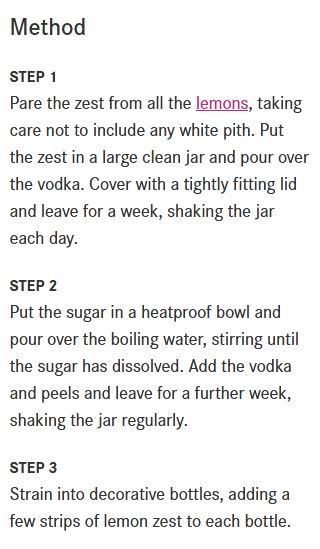 Method
STEP 1
Pare the zest from all the lemons, taking
care not to include any white pith. Put
the zest in a large clean jar and pour over
the vodka. Cover with a tightly fitting lid
and leave for a week, shaking the jar
each day.
STEP 2
Put the sugar in a heatproof bowl and
pour over the boiling water, stirring until
the sugar has dissolved. Add the vodka
and peels and leave for a further week,
shaking the jar regularly.
STEP 3
Strain into decorative bottles, adding a
few strips of lemon zest to each bottle.